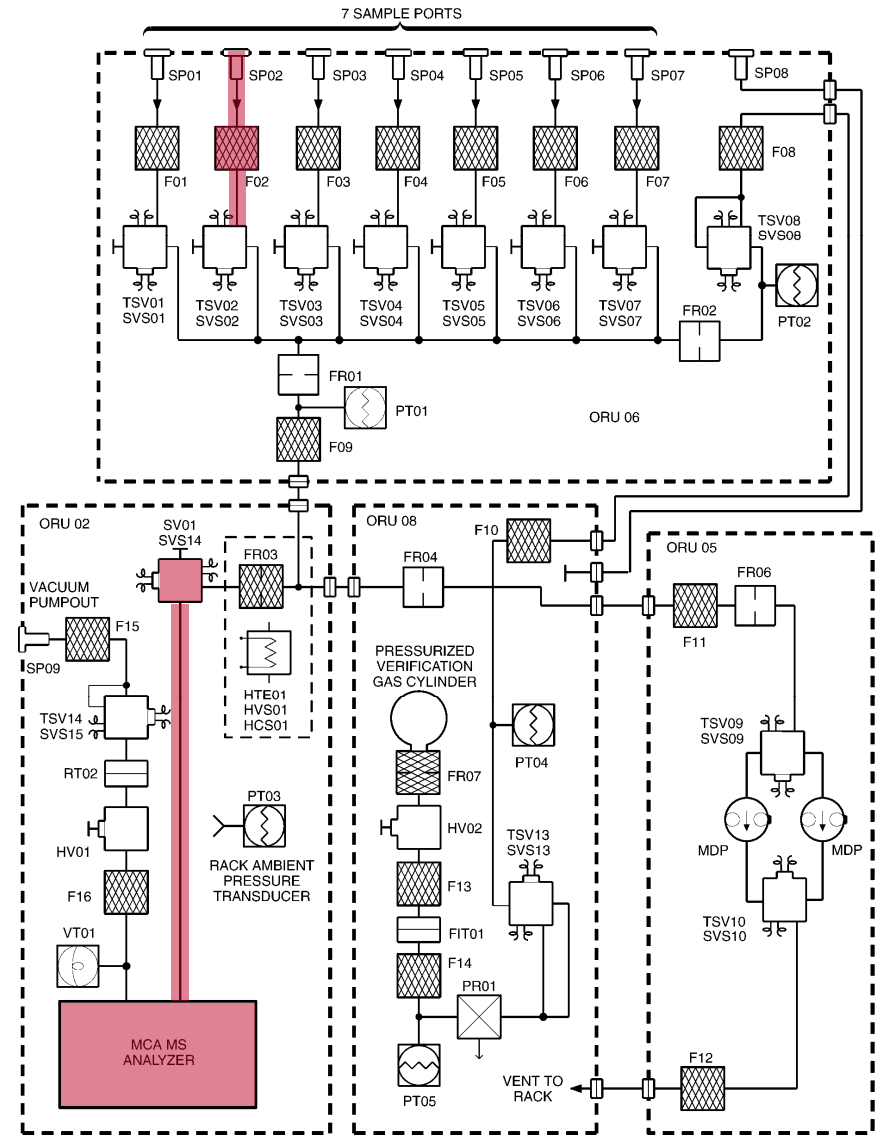 7 SAMPLE PORTS
SP01
SP02
SP03
SP04
SP05
SP06
SP07
SP08
F01
F02
F03
F04
F05
F06
F07
F08
TSV01
SVS01
TSV02
SVS02
TSV03
SVS03
TSV04
SVS04
TSV05
SVS05
TSV06
SVS06
TSV07
SVS07
TSV08
SVS08
FR02
PT02
FR01
PT01
F09
ORU 06
ORU 02
SV01
SVS14
FR03
VACUUM
PUMPOUT
F15
SP09
HTE01
HVS01
HCS01
TSV14
SVS15
RT02
HV01
F16
VT01
PT03
RACK AMBIENT
PRESSURE
TRANSDUCER
MCA MS
ANALYZER
ORU 08
F10
FR04
PRESSURIZED
VERIFICATION
GAS CYLINDER
FR07
HV02
F13
FIT01
F14
PR01
PT05
PT04
TSV13
SVS13
VENT TO
RACK
ORU 05
FR06
F11
TSV09
SVS09
MDP
MDP
TSV10
SVS10
F12